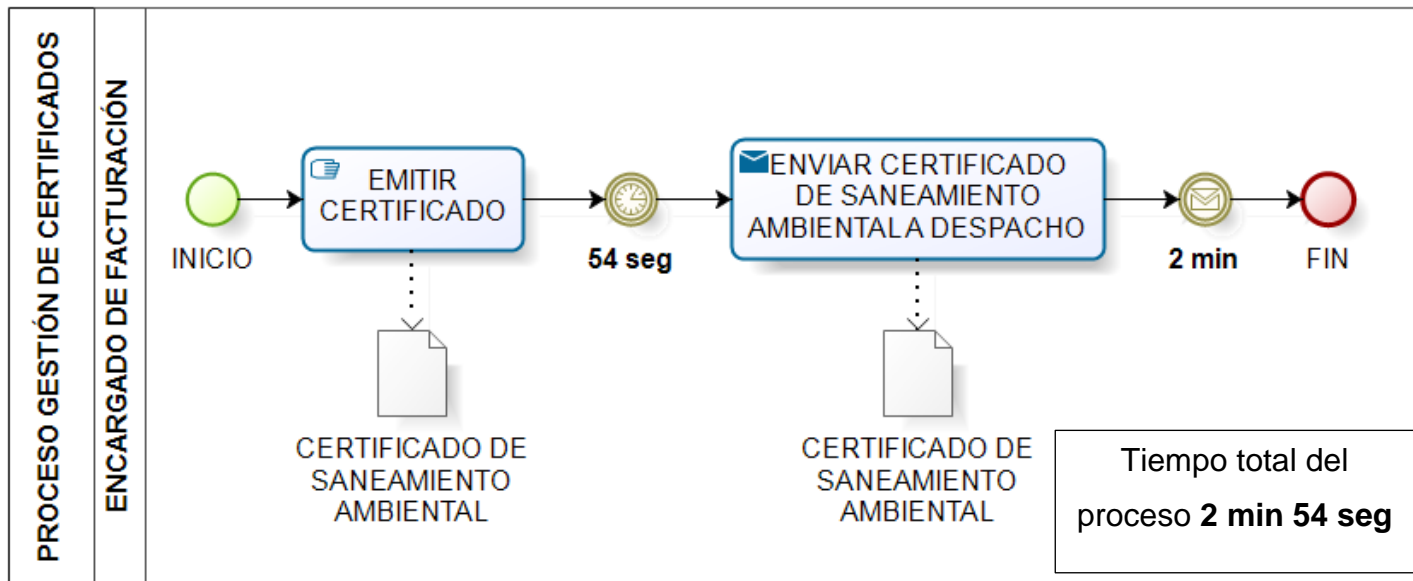 PROCESO GESTIÓN DE CERTIFICADOS
ENCARGADO DE FACTURACIÓN
INICIO
EMITIR
CERTIFICADO
54 seg
ENVIAR CERTIFICADO
DE SANEAMIENTO
AMBIENTAL A DESPACHO
2 min
FIN
CERTIFICADO DE
SANEAMIENTO
AMBIENTAL
CERTIFICADO DE
SANEAMIENTO
AMBIENTAL
Tiempo total del
proceso 2 min 54 seg